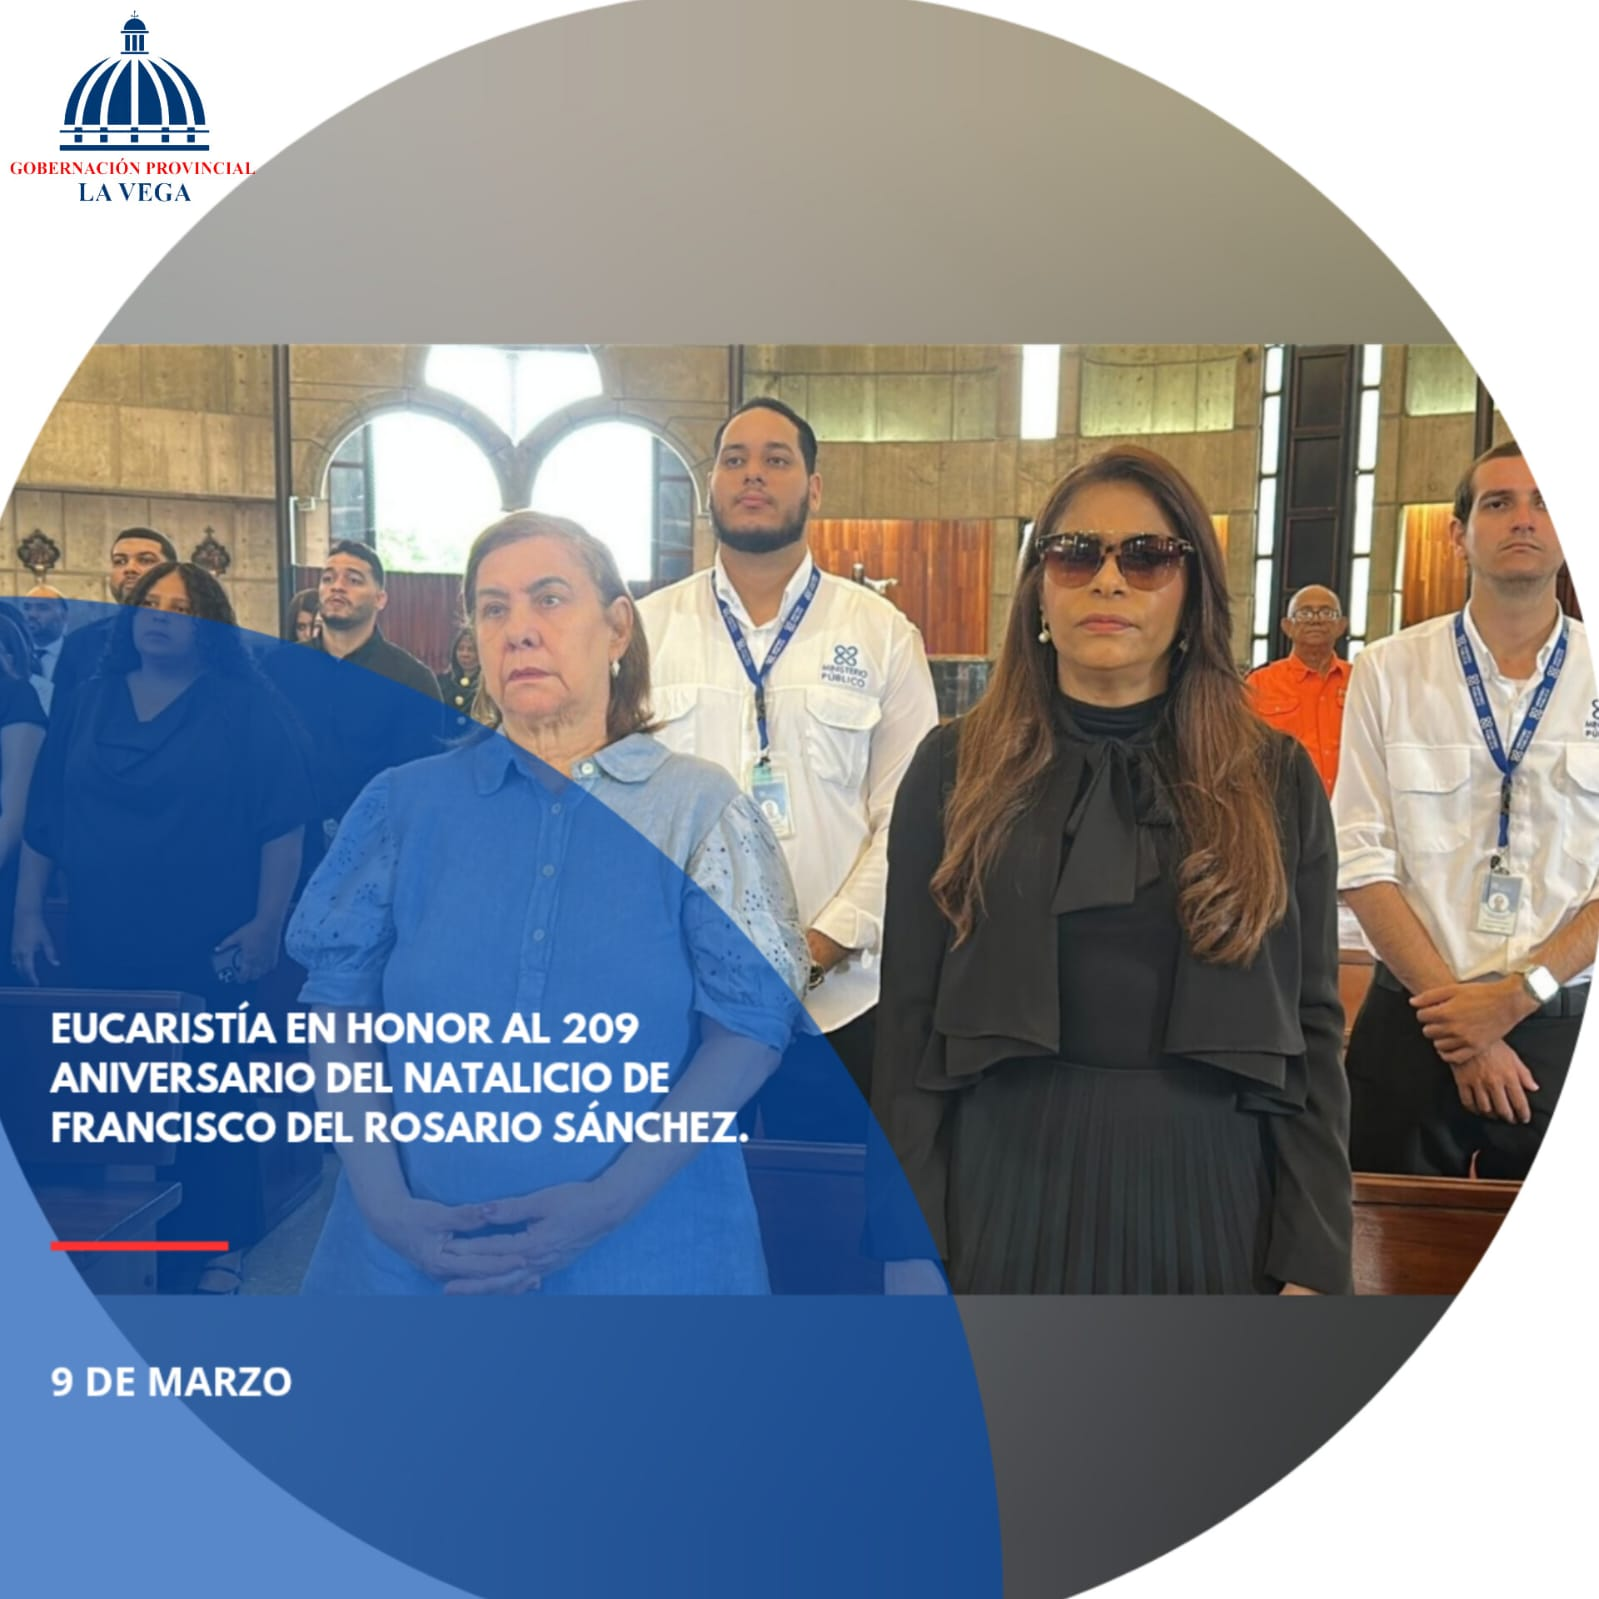 GOBERNACIÓN PROVINCIAL
LA VEGA
MINISTERIO
PÚBLICO
EUCARISTÍA EN HONOR AL 209
ANIVERSARIO DEL NATALICIO DE
FRANCISCO DEL ROSARIO SÁNCHEZ.
9 DE MARZO